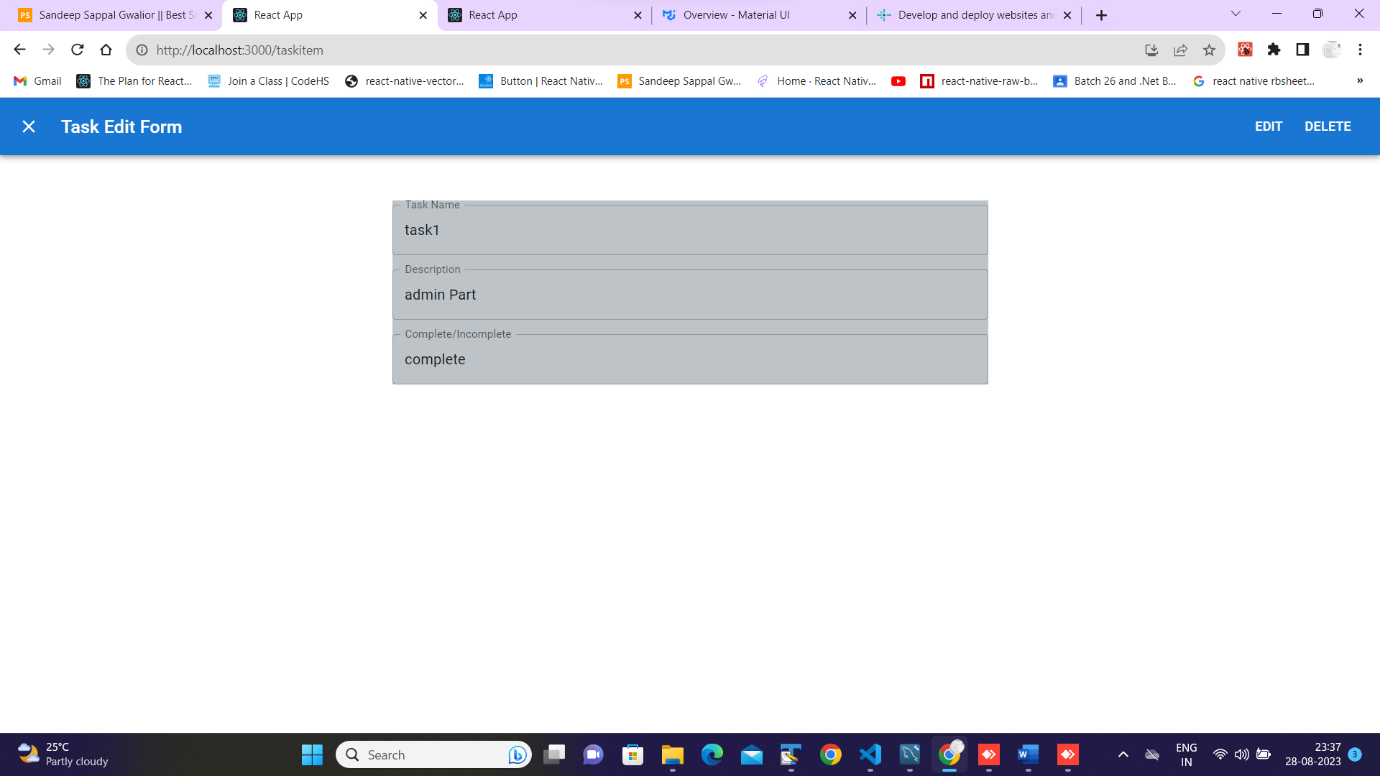 PS Sandeep Sappal Gwalior || Best S
React App
React App
Overview - Material UI
Develop and deploy websites an
http://localhost:3000/taskitem
Gmail
The Plan for React...
Join a Class | CodeHS
react-native-vector...
Button | React Nativ...
PS Sandeep Sappal Gw...
Home · React Nativ...
react-native-raw-b...
Batch 26 and .Net B...
react native rbsheet...
»
Task Edit Form
EDIT
DELETE
Task Name
task1
Description
admin Part
Complete/Incomplete
complete
25°C
Partly cloudy
Search
ENG
IN
23:37
28-08-2023
3